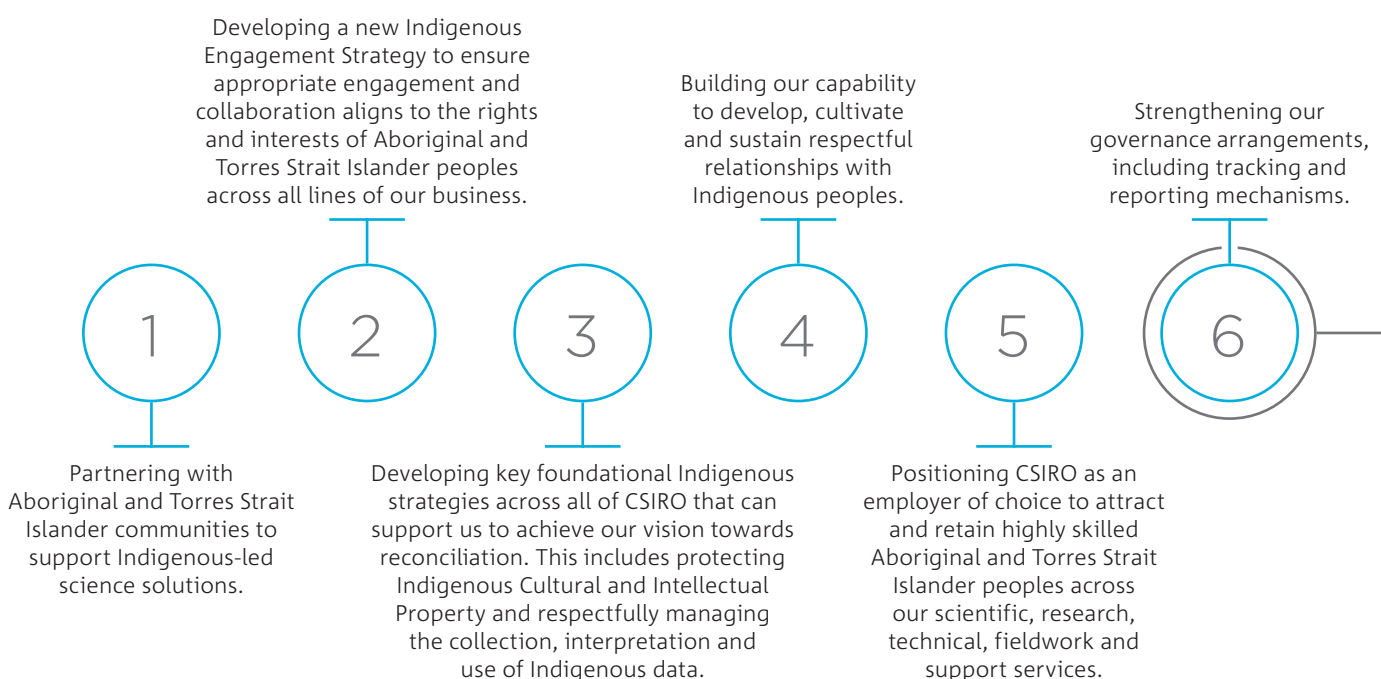 1
Partnering with
Aboriginal and Torres Strait
Islander communities to
support Indigenous-led
science solutions.
Developing a new Indigenous
Engagement Strategy to ensure
appropriate engagement and
collaboration aligns to the rights
and interests of Aboriginal and
Torres Strait Islander peoples
across all lines of our business.
2
3
Developing key foundational Indigenous
strategies across all of CSIRO that can
support us to achieve our vision towards
reconciliation. This includes protecting
Indigenous Cultural and Intellectual
Property and respectfully managing
the collection, interpretation and
use of Indigenous data.
Building our capability
to develop, cultivate
and sustain respectful
relationships with
Indigenous peoples.
4
5
Positioning CSIRO as an
employer of choice to attract
and retain highly skilled
Aboriginal and Torres Strait
Islander peoples across
our scientific, research,
technical, fieldwork and
support services.
Strengthening our
governance arrangements,
including tracking and
reporting mechanisms.
6